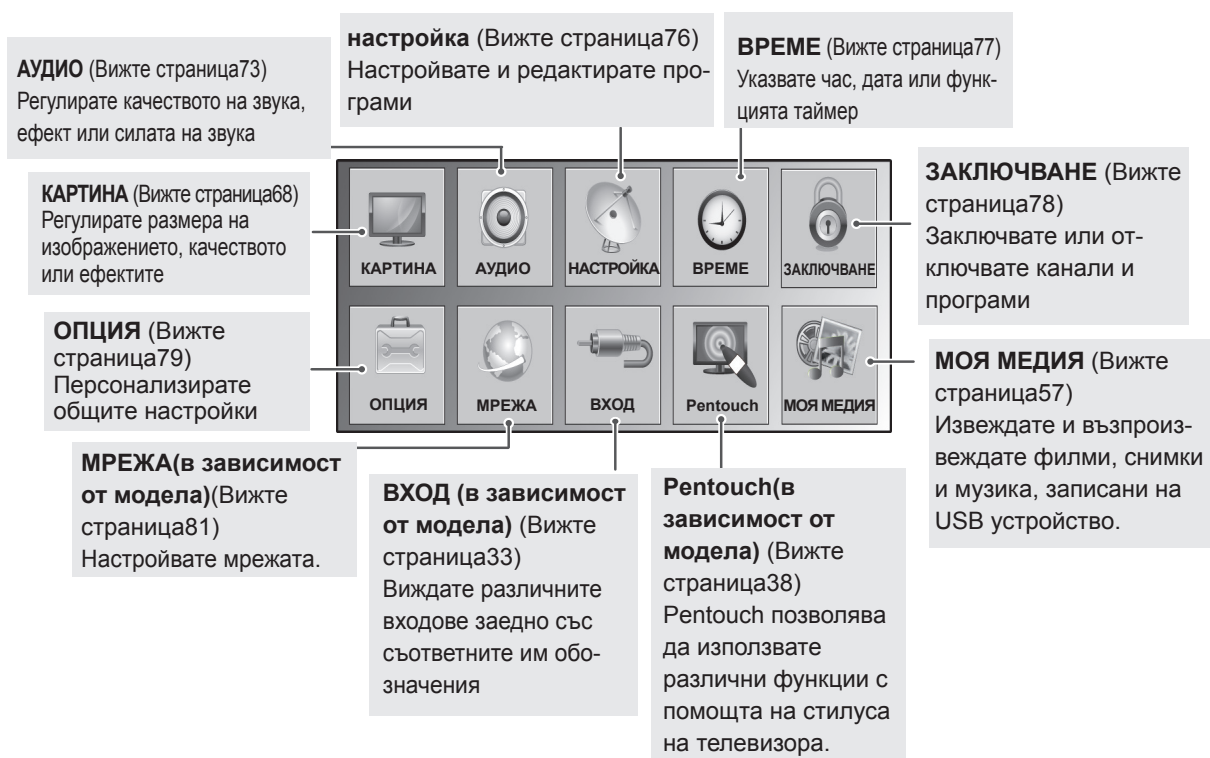 АУДИО (Вижте страница73)
Регулирате качеството на звука,
ефект или силата на звука
настройка (Вижте страница76)
Настройвате и редактирате про-
грами
ВРЕМЕ (Вижте страница77)
Указвате час, дата или функ-
цията таймер
КАРТИНА (Вижте страница68)
Регулирате размера на
изображението, качеството
или ефектите
ЗАКЛЮЧВАНЕ (Вижте
страница78)
Заключвате или от-
ключвате канали и
програми
КАРТИНА
АУДИО
НАСТРОЙКА
ВРЕМЕ
ЗАКЛЮЧВАНЕ
ОПЦИЯ (Вижте
страница79)
Персонализирате
общите настройки
ОПЦИЯ
МРЕЖА
ВХОД
Pentouch
МОЯ МЕДИЯ
МОЯ МЕДИЯ (Вижте
страница57)
Извеждате и възпроиз-
веждате филми, снимки
и музика, записани на
USB устройство.
МРЕЖА(в зависимост
от модела)(Вижте
страница81)
Настройвате мрежата.
ВХОД (в зависимост
от модела) (Вижте
страница33)
Виждате различните
входове заедно със
съответните им обо-
значения
Pentouch(в
зависимост от
модела) (Вижте
страница38)
Pentouch позволява
да използвате
различни функции с
помощта на стилуса
на телевизора.